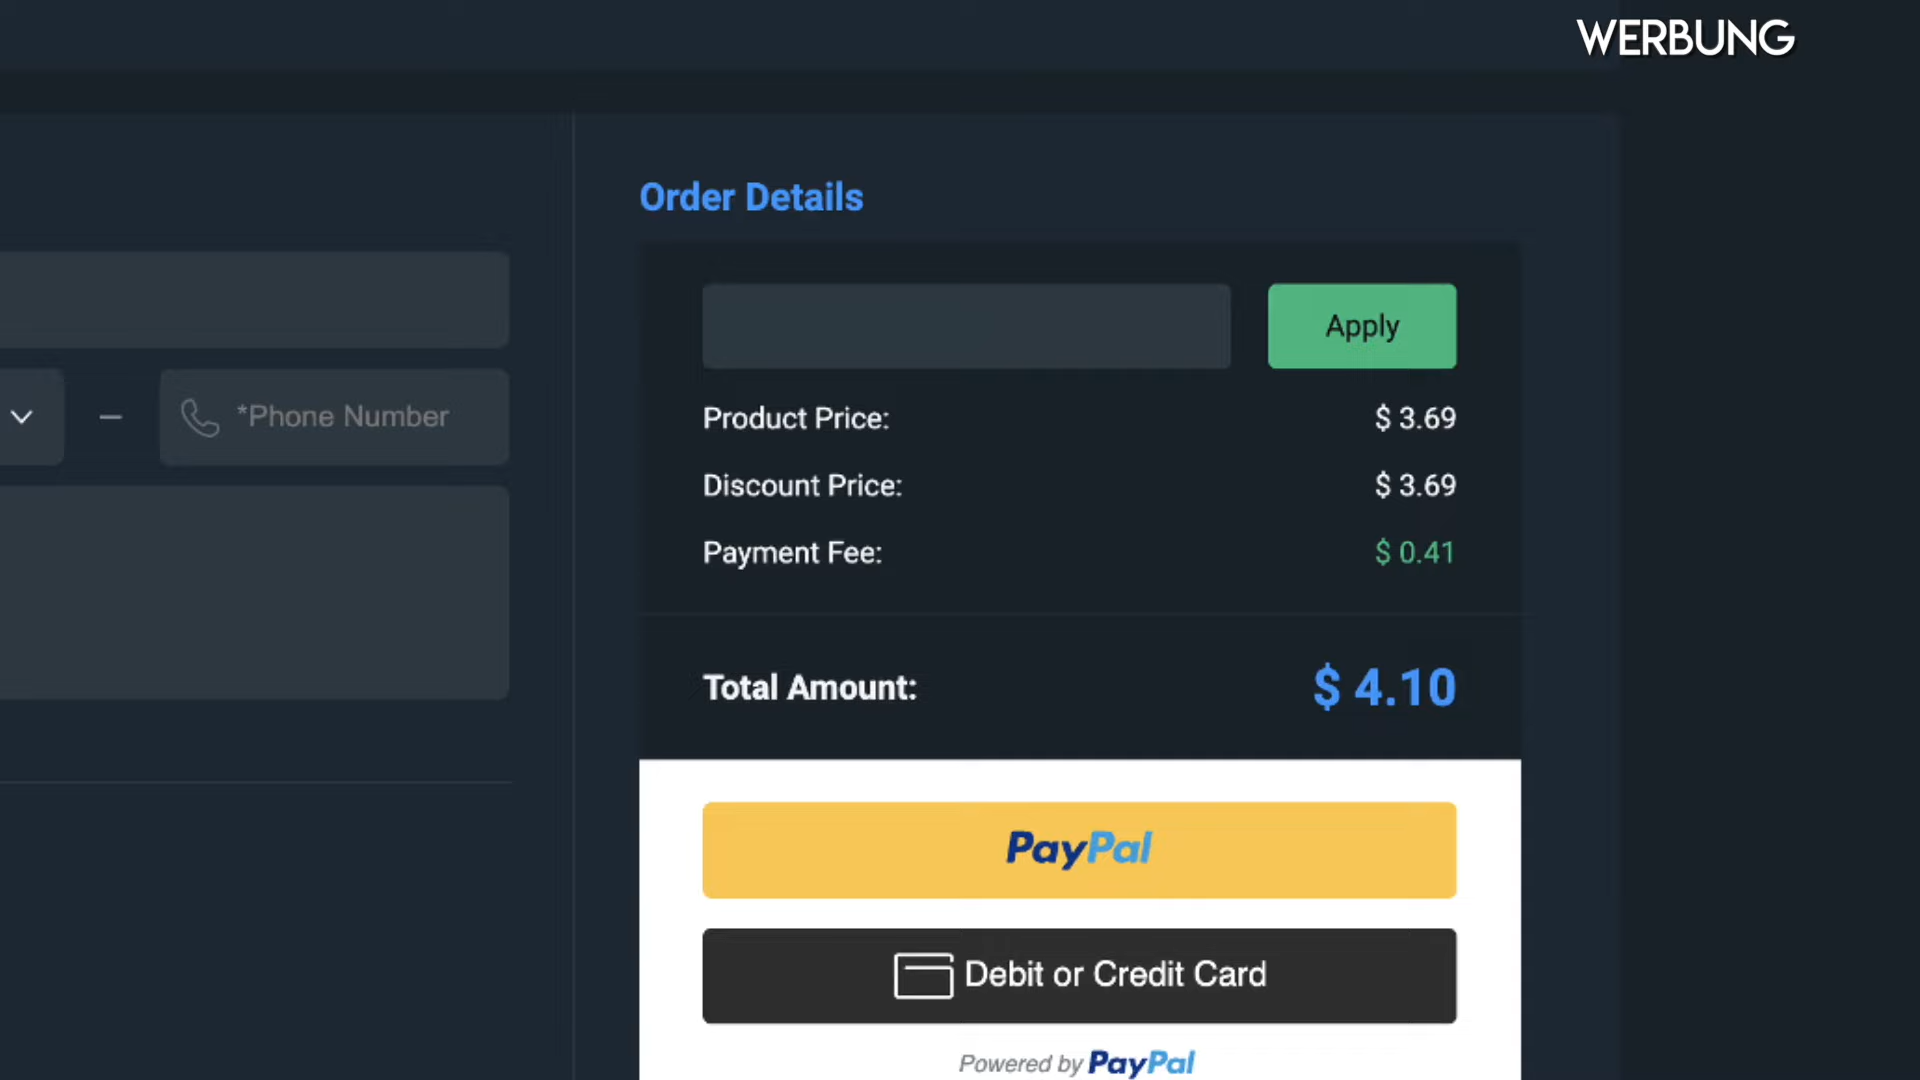 WERBUNG
Order Details
Apply
*Phone Number
Product Price: $ 3.69
Discount Price: $ 3.69
Payment Fee: $ 0.41
Total Amount: $ 4.10
PayPal
Debit or Credit Card
Powered by PayPal